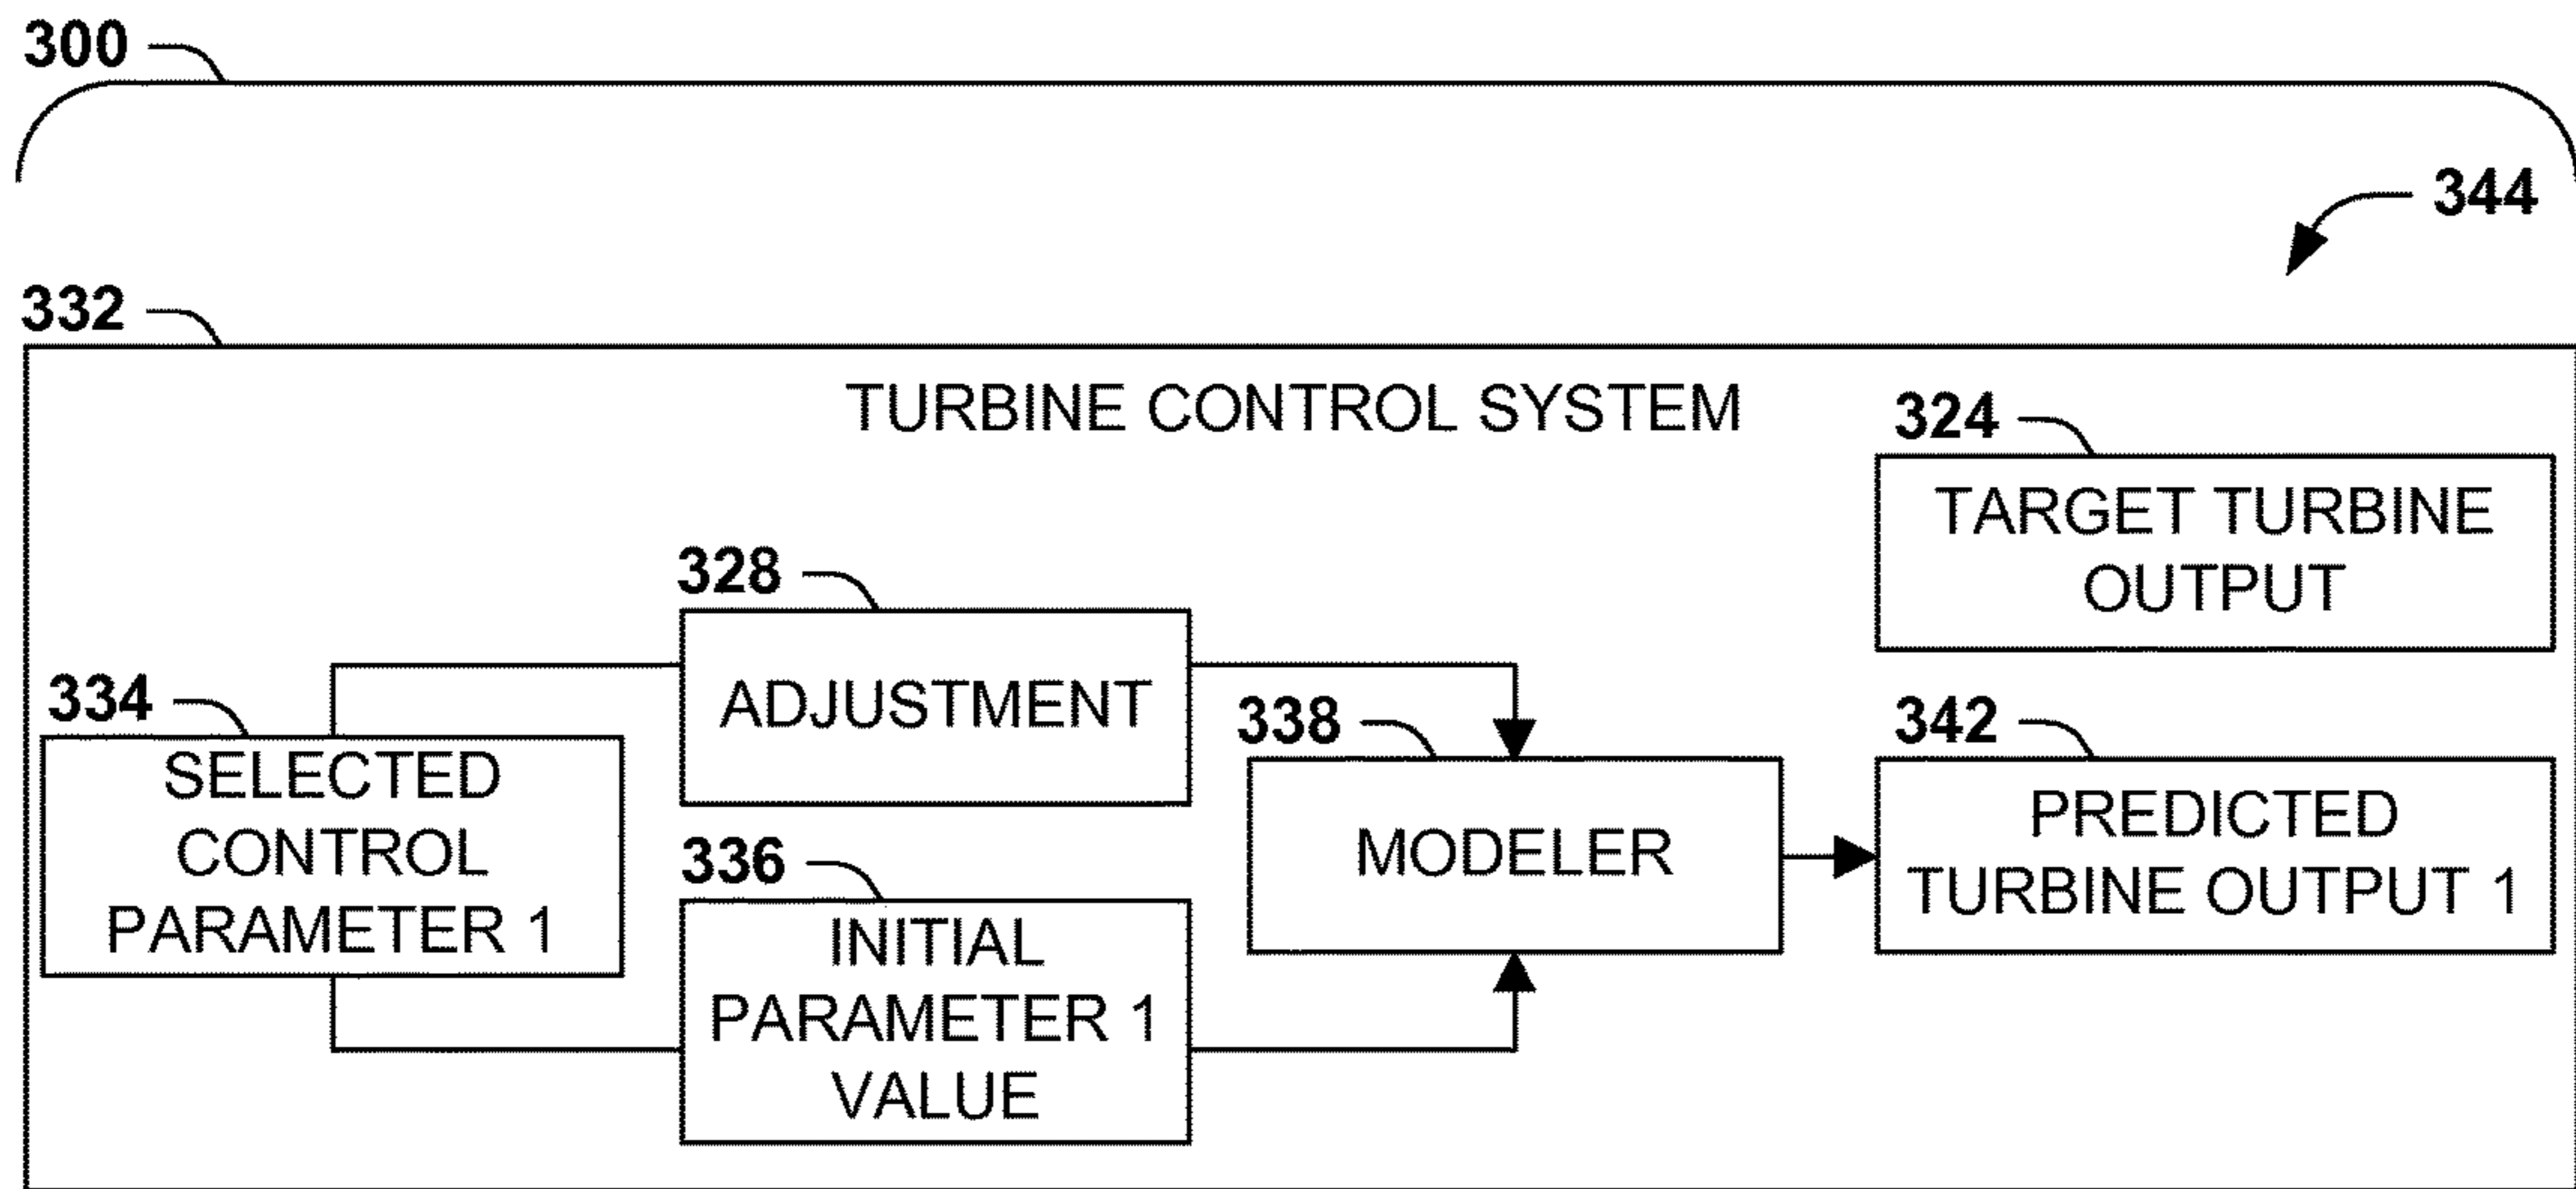 300
344
332
TURBINE CONTROL SYSTEM
324
TARGET TURBINE
OUTPUT
328
ADJUSTMENT
334
SELECTED
CONTROL
PARAMETER 1
336
INITIAL
PARAMETER 1
VALUE
338
MODELER
342
PREDICTED
TURBINE OUTPUT 1